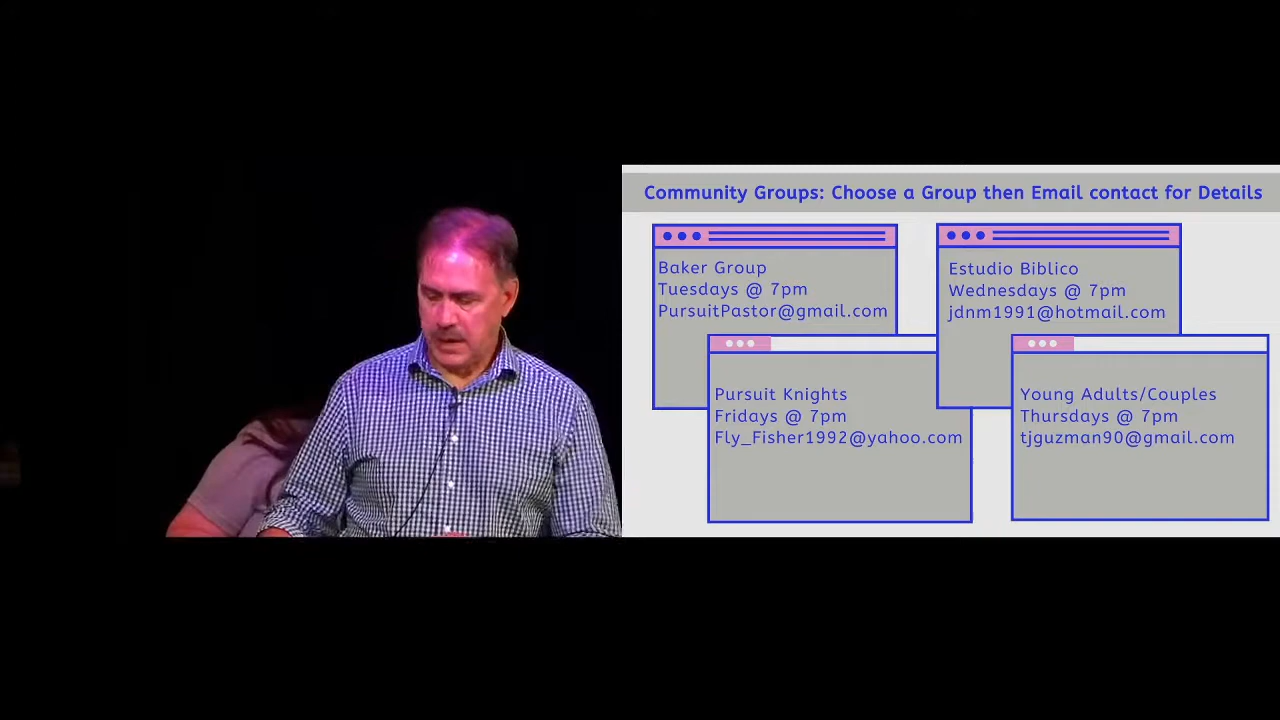 Community Groups: Choose a Group then Email contact for Details
Baker Group
Tuesdays @ 7pm
PursuitPastor@gmail.com
Estudio Biblico
Wednesdays @ 7pm
jdnm1991@hotmail.com
Pursuit Knights
Fridays @ 7pm
Fly_Fisher1992@yahoo.com
Young Adults/Couples
Thursdays @ 7pm
tjguzman90@gmail.com